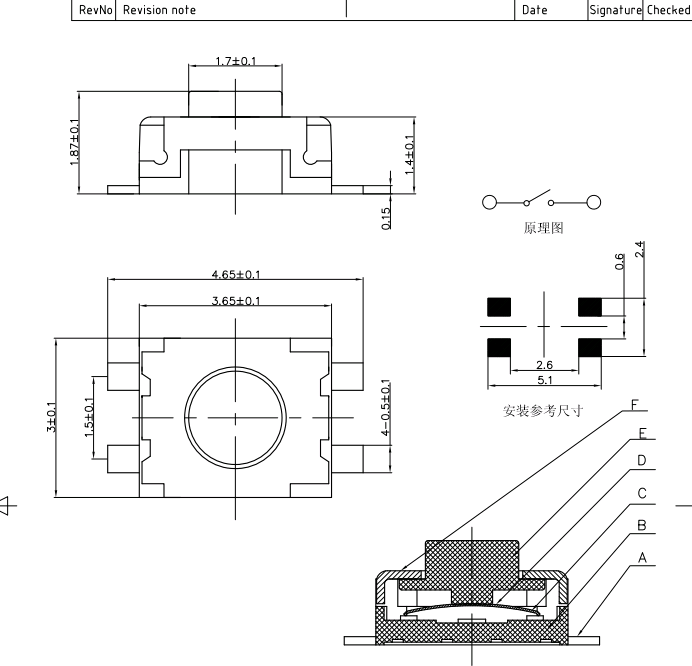 RevNo Revision note Date Signature Checked
1.7±0.1
1.87±0.1
1.4±0.1
0.15
原理图
4.65±0.1
3.65±0.1
3±0.1
1.5±0.1
4-0.5±0.1
0.6
2.4
2.6
5.1
安装参考尺寸
F
E
D
C
B
A